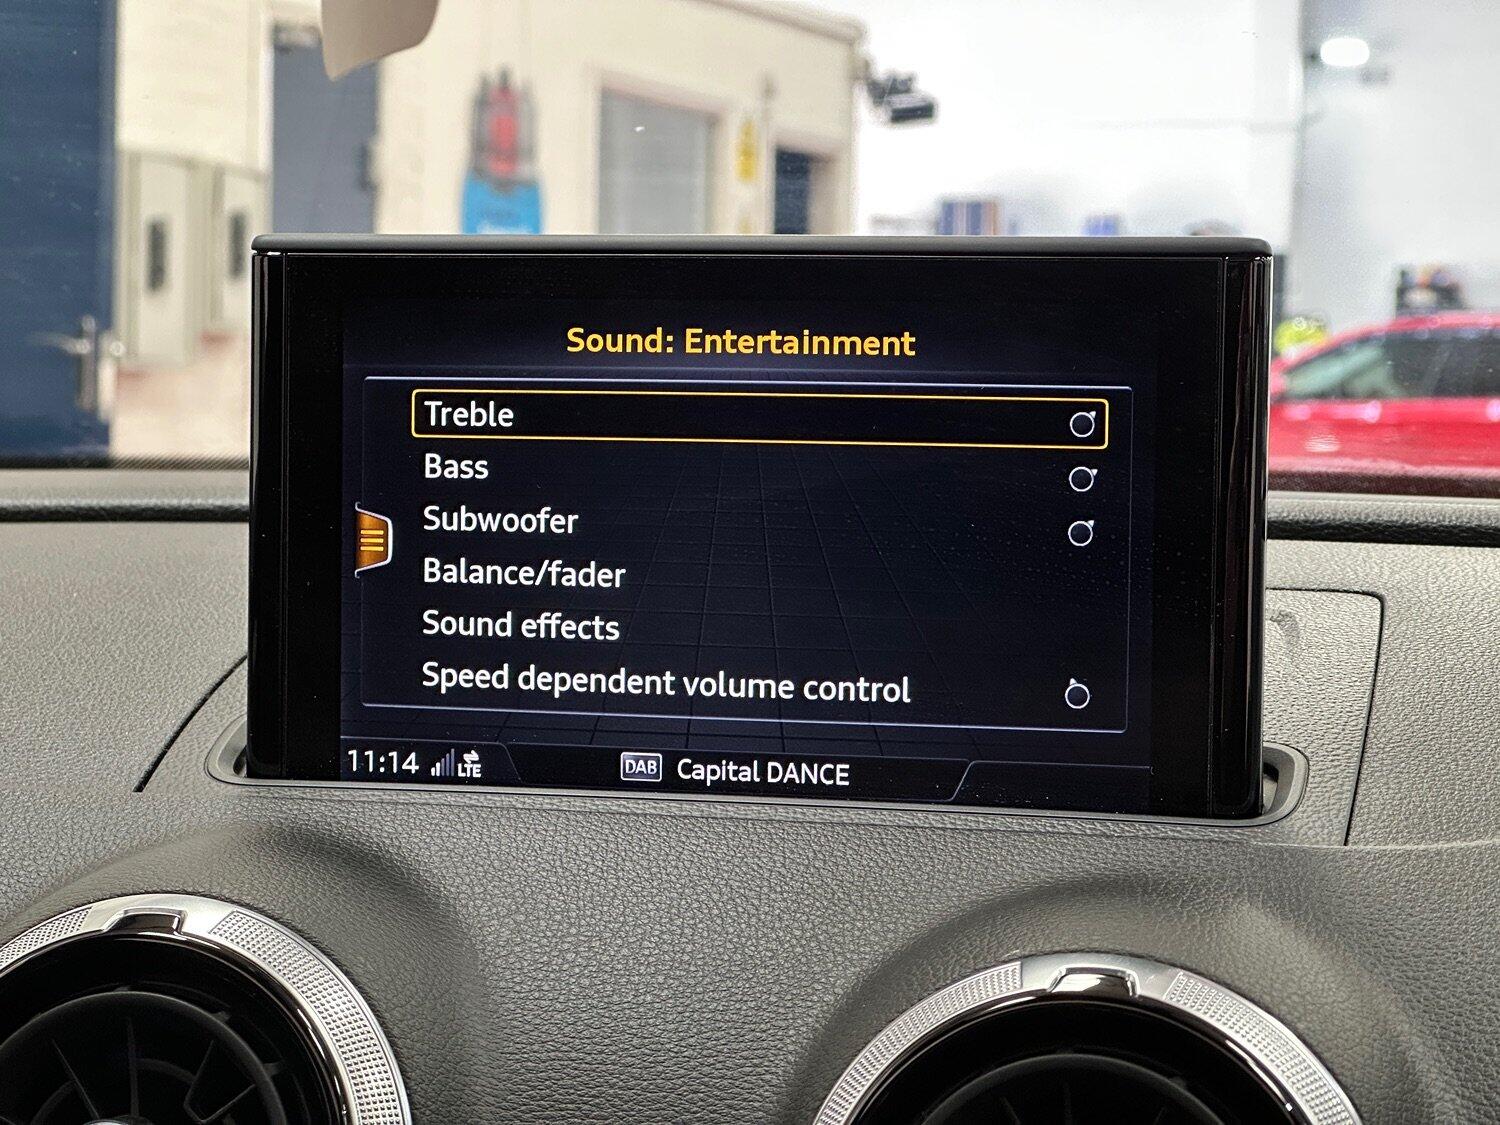 Sound: Entertainment
Treble
Bass
Subwoofer
Balance/fader
Sound effects
Speed dependent volume control
11:14 LTE DAB Capital DANCE